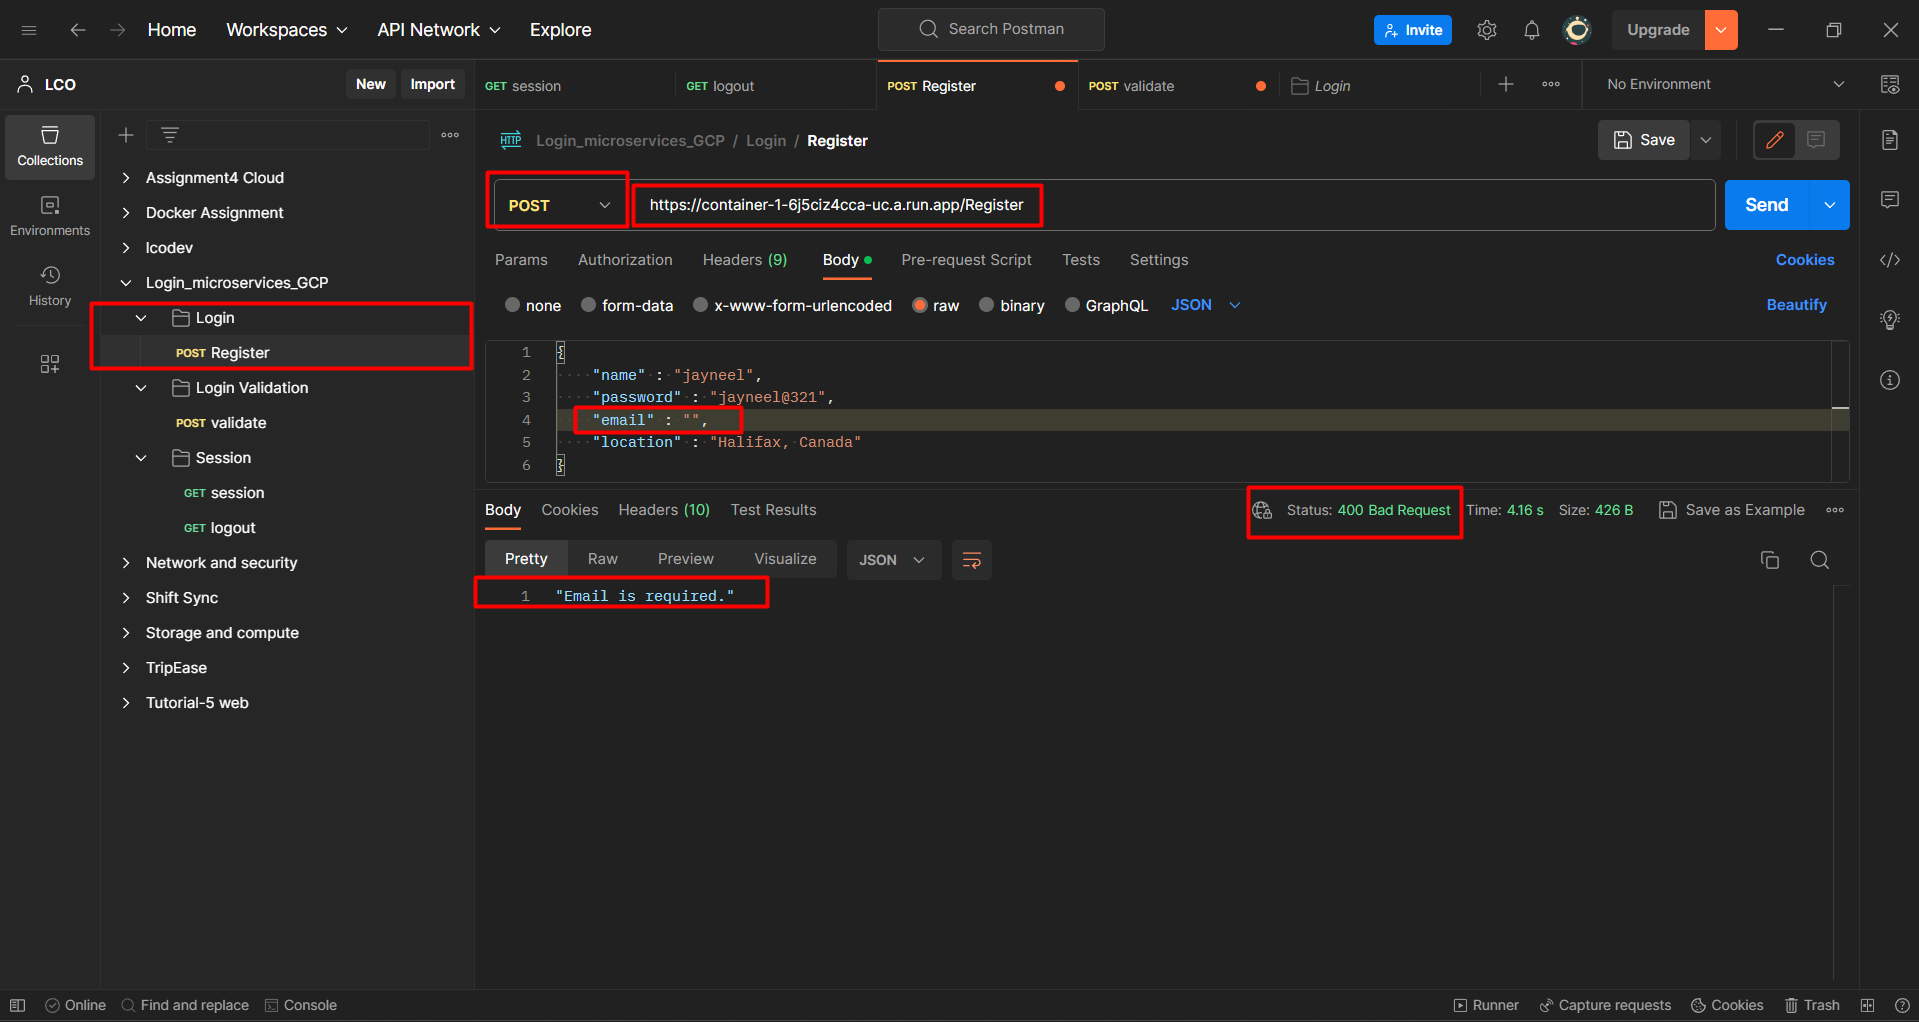 Home Workspaces API Network Explore Search Postman Invite Upgrade
LCO New Import
GET session GET logout POST Register POST validate Login No Environment
Collections
Environments
History
Assignment4 Cloud
Docker Assignment
lcodev
Login_microservices_GCP
Login
POST Register
Login Validation
POST validate
Session
GET session
GET logout
Network and security
Shift Sync
Storage and compute
TripEase
Tutorial-5 web
HTTP Login_microservices_GCP / Login / Register Save
POST https://container-1-6j5ciz4cca-uc.a.run.app/Register Send
Params Authorization Headers (9) Body Pre-request Script Tests Settings Cookies
none form-data x-www-form-urlencoded raw binary GraphQL JSON Beautify
1 {
2 "name" : "jayneel",
3 "password" : "jayneel@321",
4 "email" : "",
5 "location" : "Halifax, Canada"
6 }
Body Cookies Headers (10) Test Results Status: 400 Bad Request Time: 4.16 s Size: 426 B Save as Example
Pretty Raw Preview Visualize JSON
1 "Email is required."
Online Find and replace Console Runner Capture requests Cookies Trash